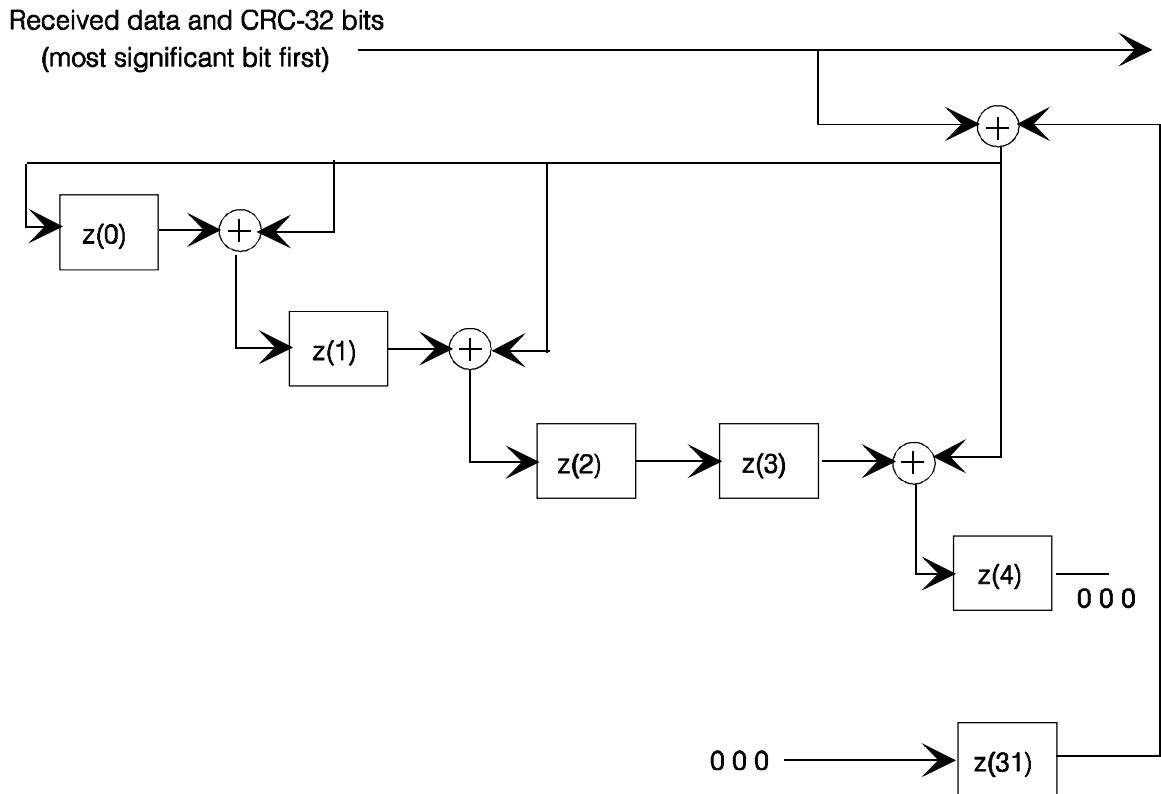 Received data and CRC-32 bits
(most significant bit first)
+
z(0)
+
z(1)
+
z(2)
z(3)
+
z(4)
0 0 0
0 0 0
z(31)